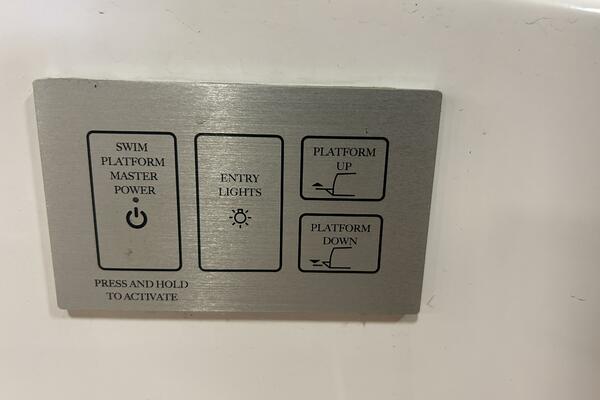 SWIM
PLATFORM
MASTER
POWER
PRESS AND HOLD
TO ACTIVATE
ENTRY
LIGHTS
PLATFORM
UP
PLATFORM
DOWN